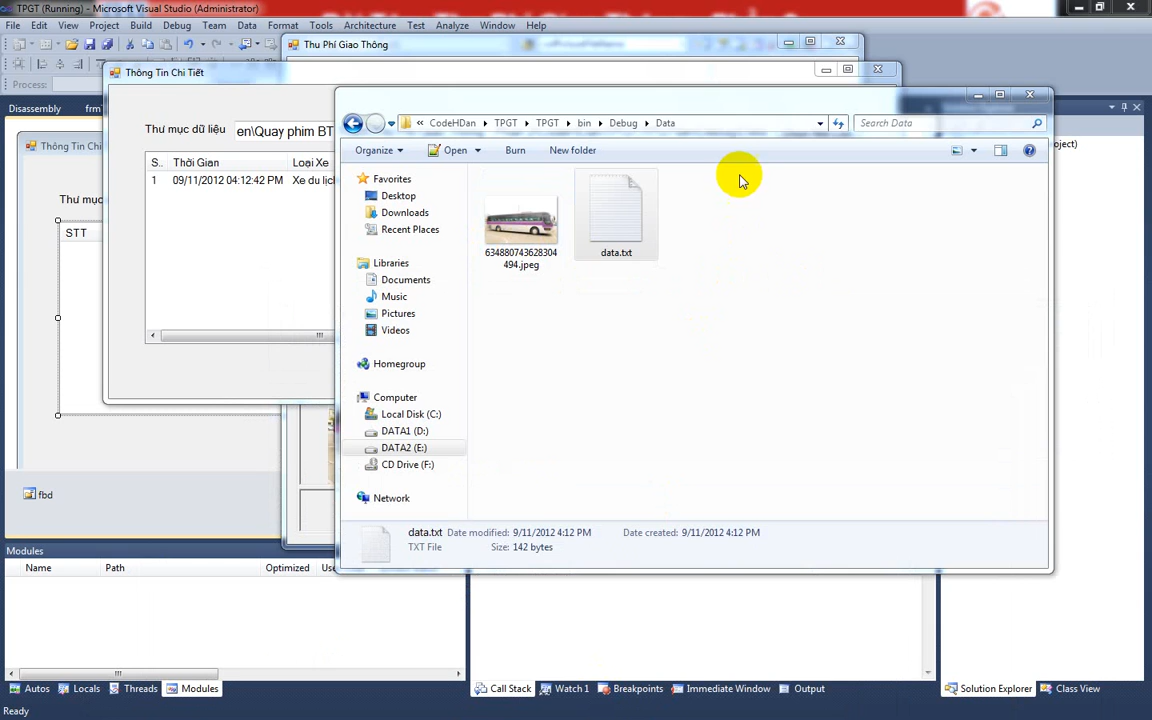 TPGT (Running) - Microsoft Visual Studio (Administrator)
File Edit View Project Build Debug Team Data Format Tools Architecture Test Analyze Window Help
Thu Phí Giao Thông
Process:
Thông Tin Chi Tiết
Disassembly frm
Thông Tin Chi
Thư mục dữ liệu en\Quay phim BT
S.. Thời Gian Loại Xe
1 09/11/2012 04:12:42 PM Xe du lịch
Thư mục
STT
fbd
« CodeHDan TPGT TPGT bin Debug Data Search Data
Organize Open Burn New folder
Favorites
Desktop
Downloads
Recent Places
Libraries
Documents
Music
Pictures
Videos
Homegroup
Computer
Local Disk (C:)
DATA1 (D:)
DATA2 (E:)
CD Drive (F:)
Network
634880743628304
494.jpeg
data.txt
data.txt Date modified: 9/11/2012 4:12 PM Date created: 9/11/2012 4:12 PM
TXT File Size: 142 bytes
oject)
Modules
Name Path Optimized Use
Autos Locals Threads Modules
Call Stack Watch 1 Breakpoints Immediate Window Output
Solution Explorer Class View
Ready